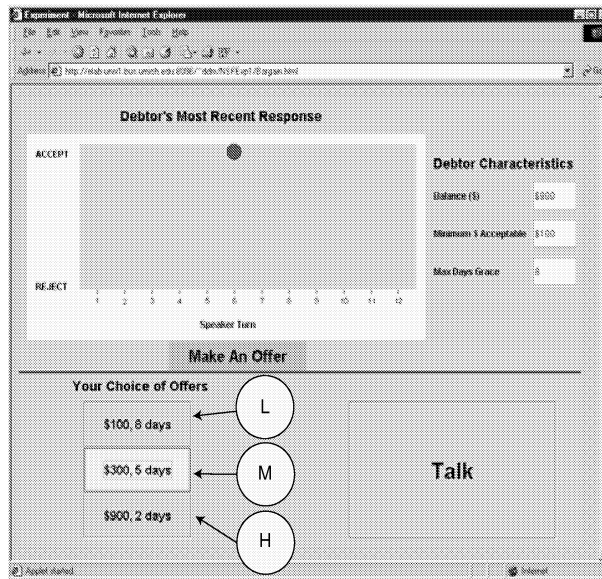 Experiment - Microsoft Internet Explorer
File Edit View Favorites Tools Help
Address
Debtor's Most Recent Response
ACCEPT
REJECT
1 2 3 4 5 6 7 8 9 10 11 12
Speaker Turn
Debtor Characteristics
Balance ($) $900
Minimum $ Acceptable $100
Max Days Grace 8
Make An Offer
Your Choice of Offers
$100, 8 days
$300, 5 days
$900, 2 days
L
M
H
Talk
Applet started.
Internet